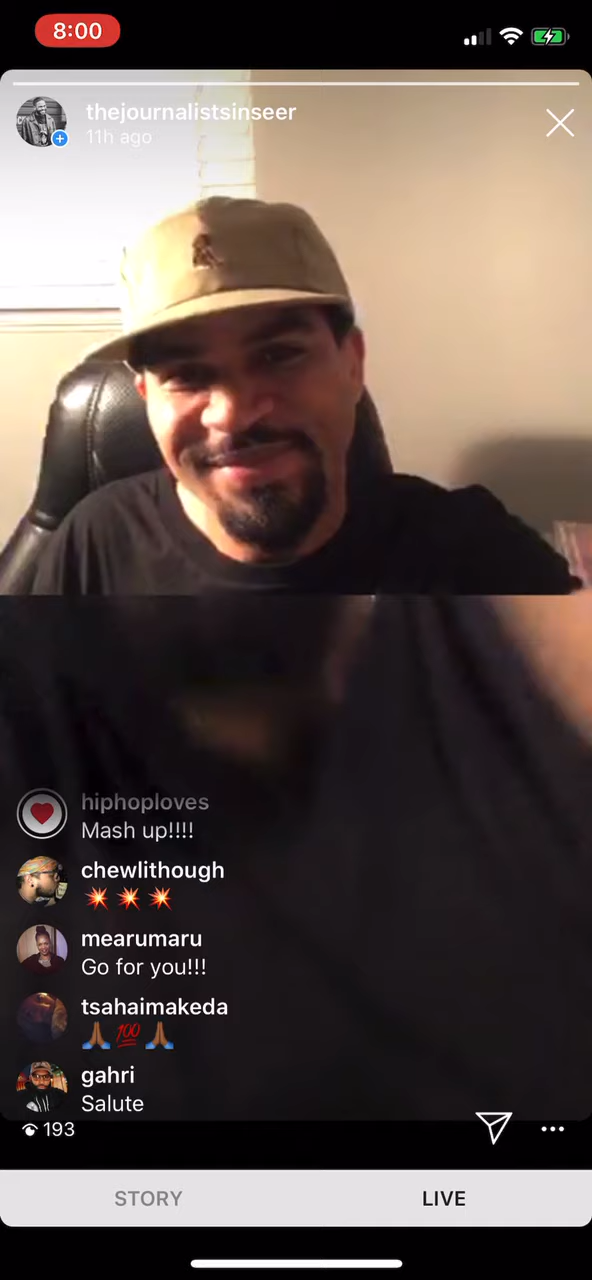 8:00
thejournalistsinseer
11h ago
hiphoploves
Mash up!!!!
chewlithough
💥 💥 💥
mearumaru
Go for you!!!
tsahaimakeda
🙏🏾 💯 🙏🏾
gahri
Salute
193
STORY LIVE